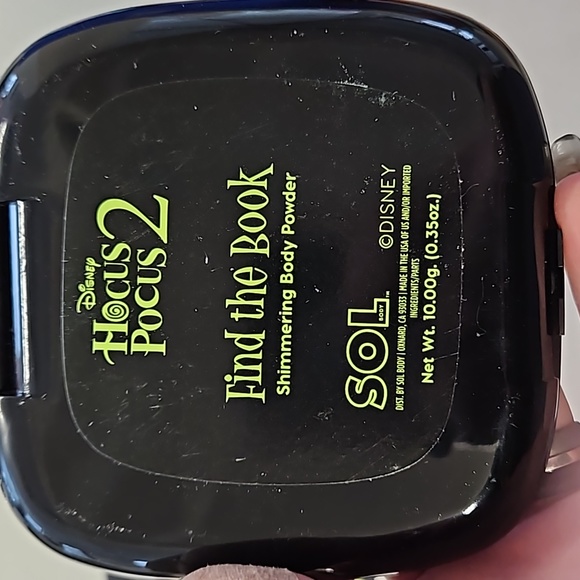 Disney
Hocus
Pocus 2
Find the Book
Shimmering Body Powder
SOL
BODY™
©DISNEY
DIST. BY SOL BODY | OXNARD, CA 93033 | MADE IN THE USA OF US AND/OR IMPORTED
INGREDIENTS/PARTS
Net Wt. 10.00g. (0.35oz.)